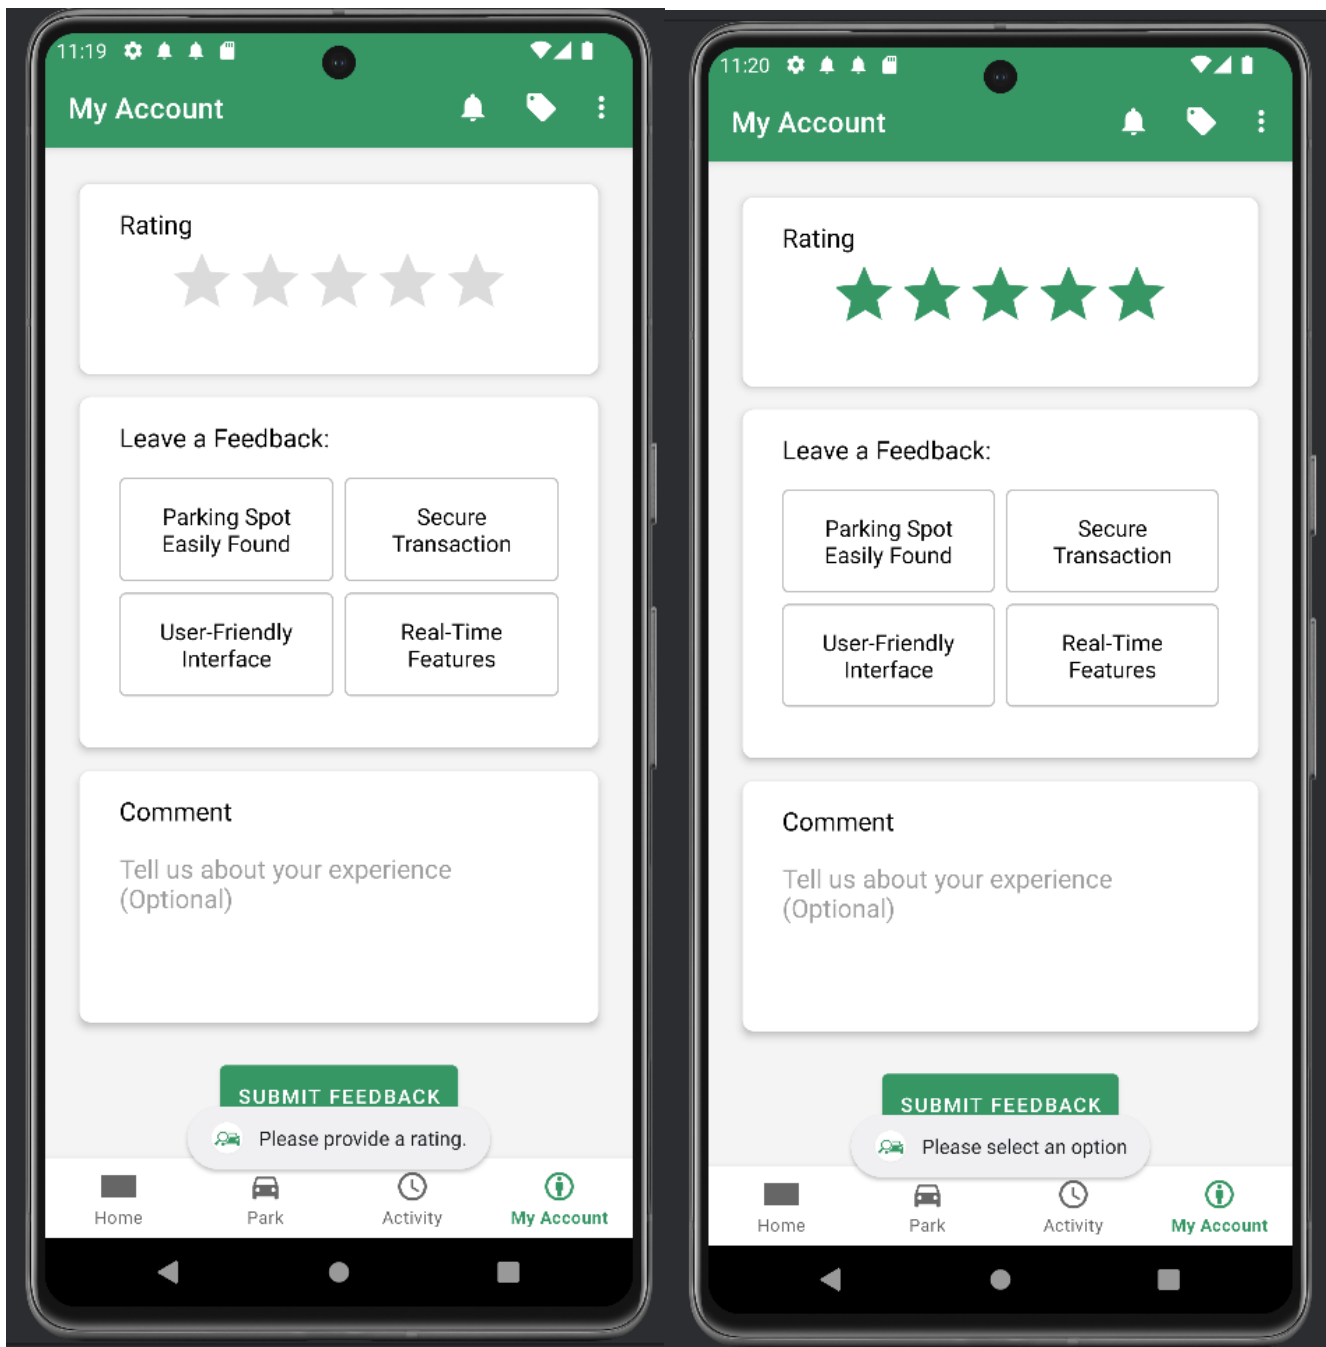 11:19
My Account
Rating
Leave a Feedback:
Parking Spot
Easily Found
Secure
Transaction
User-Friendly
Interface
Real-Time
Features
Comment
Tell us about your experience
(Optional)
SUBMIT FEEDBACK
Please provide a rating.
Home
Park
Activity
My Account
11:20
My Account
Rating
Leave a Feedback:
Parking Spot
Easily Found
Secure
Transaction
User-Friendly
Interface
Real-Time
Features
Comment
Tell us about your experience
(Optional)
SUBMIT FEEDBACK
Please select an option
Home
Park
Activity
My Account